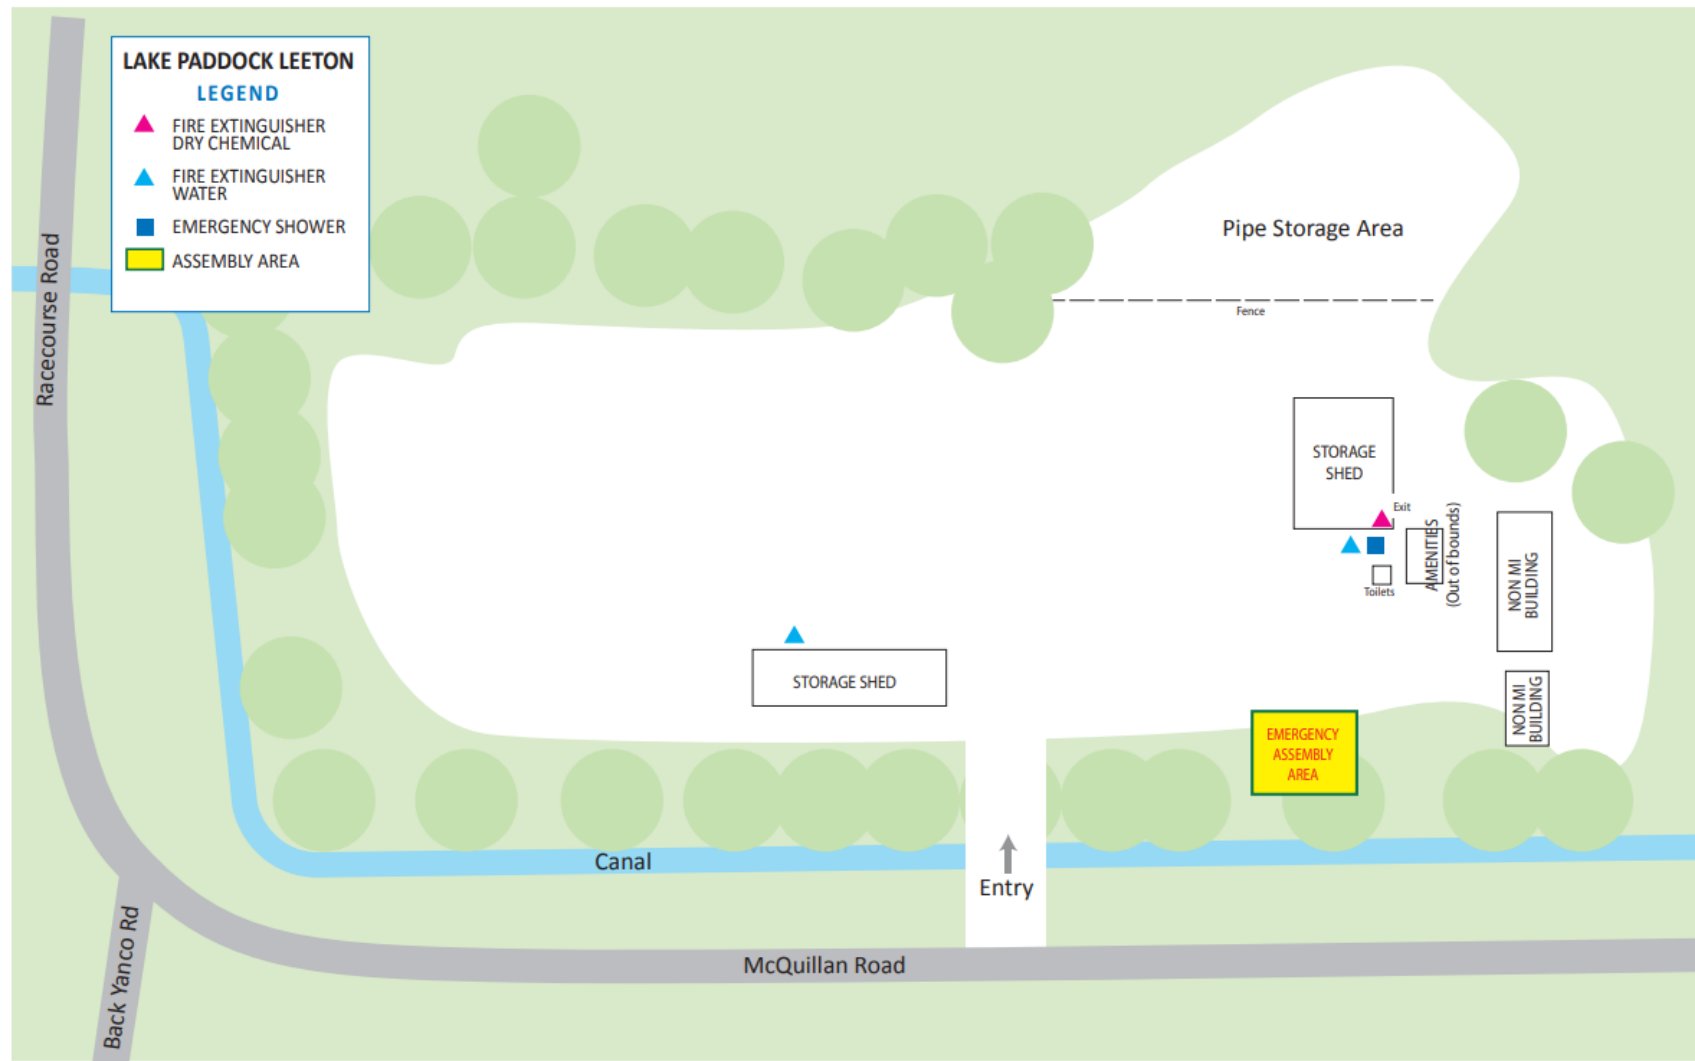 LAKE PADDOCK LEETON
LEGEND
FIRE EXTINGUISHER
DRY CHEMICAL
FIRE EXTINGUISHER
WATER
EMERGENCY SHOWER
ASSEMBLY AREA
Racecourse Road
Pipe Storage Area
Fence
STORAGE
SHED
Exit
AMENITIES
(Out of bounds)
Toilets
NON MI
BUILDING
STORAGE SHED
NON MI
BUILDING
EMERGENCY
ASSEMBLY
AREA
Canal
Entry
McQuillan Road
Back Yanco Rd